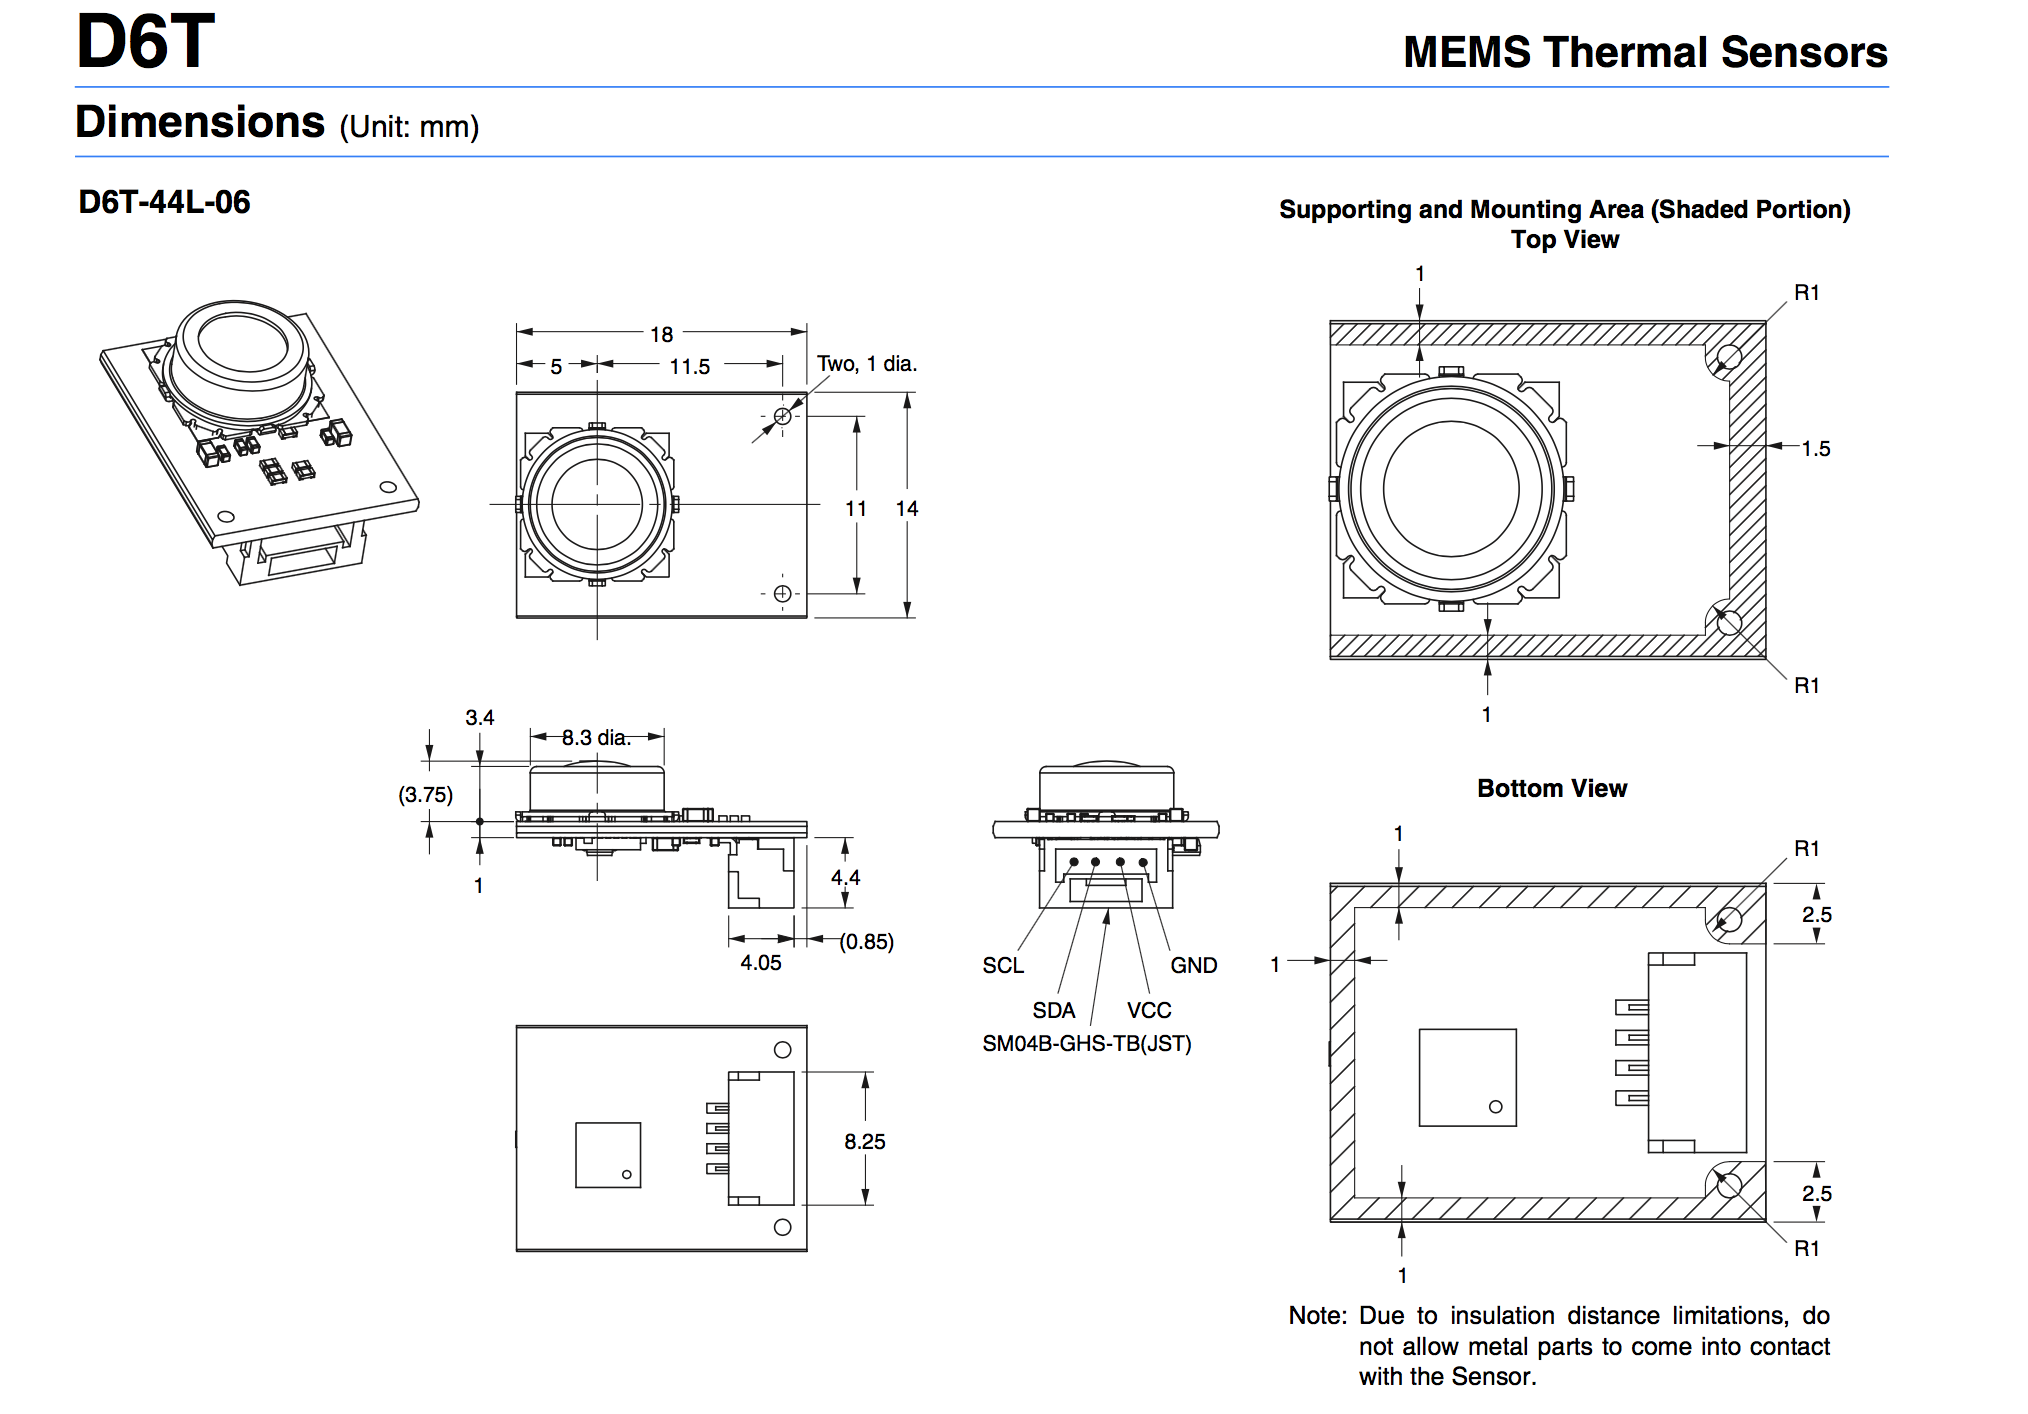 D6T
MEMS Thermal Sensors
Dimensions (Unit: mm)
D6T-44L-06
Supporting and Mounting Area (Shaded Portion)
Top View
1
R1
18
5
11.5
Two, 1 dia.
1.5
11
14
R1
1
3.4
8.3 dia.
(3.75)
1
4.4
(0.85)
4.05
SCL
GND
SDA
VCC
SM04B-GHS-TB(JST)
8.25
Bottom View
1
R1
2.5
1
2.5
R1
1
Note: Due to insulation distance limitations, do
not allow metal parts to come into contact
with the Sensor.